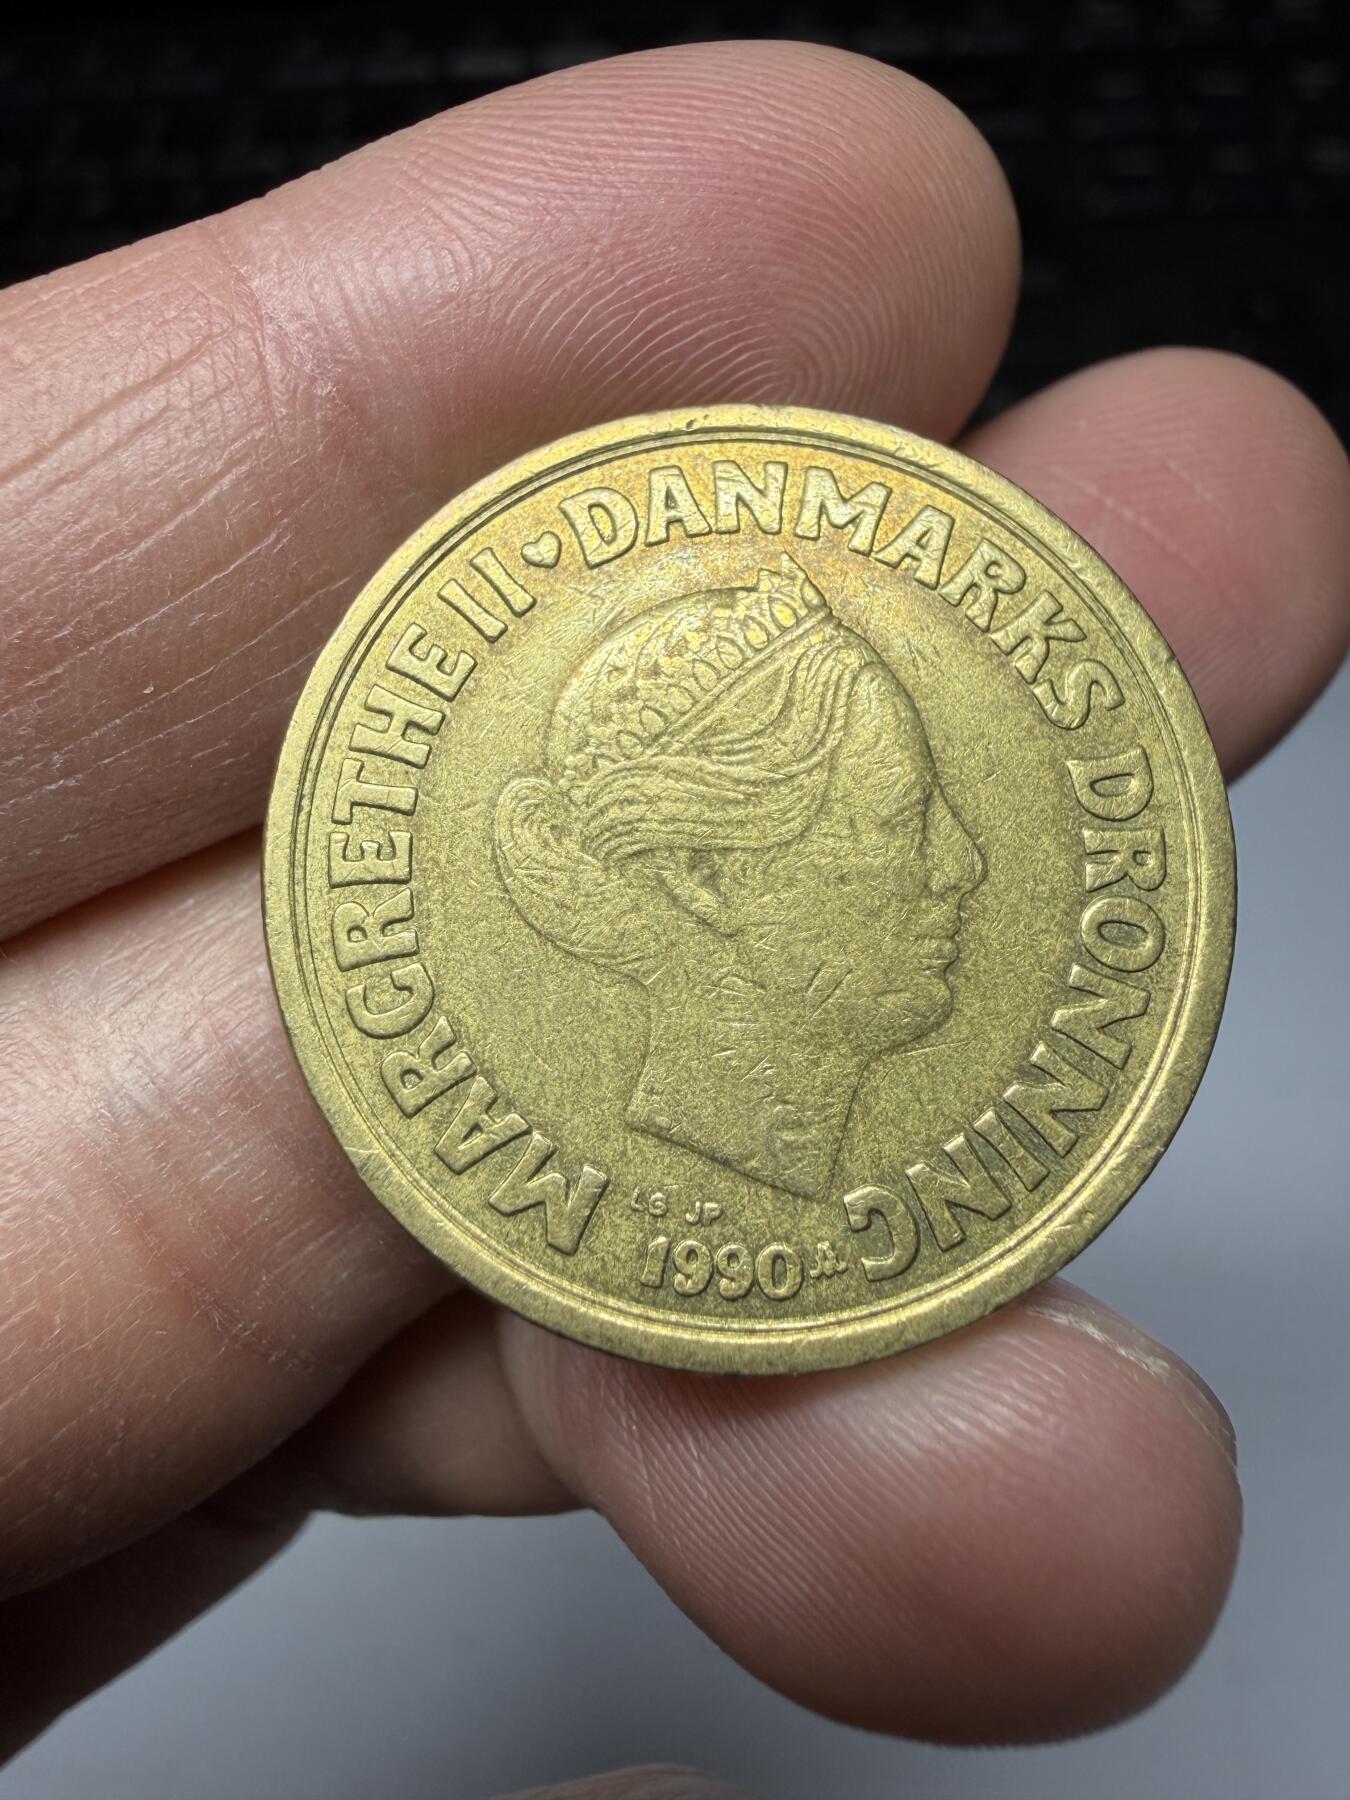 MARGRETHE II ♥ DANMARKS DRONNING
LG JP
1990